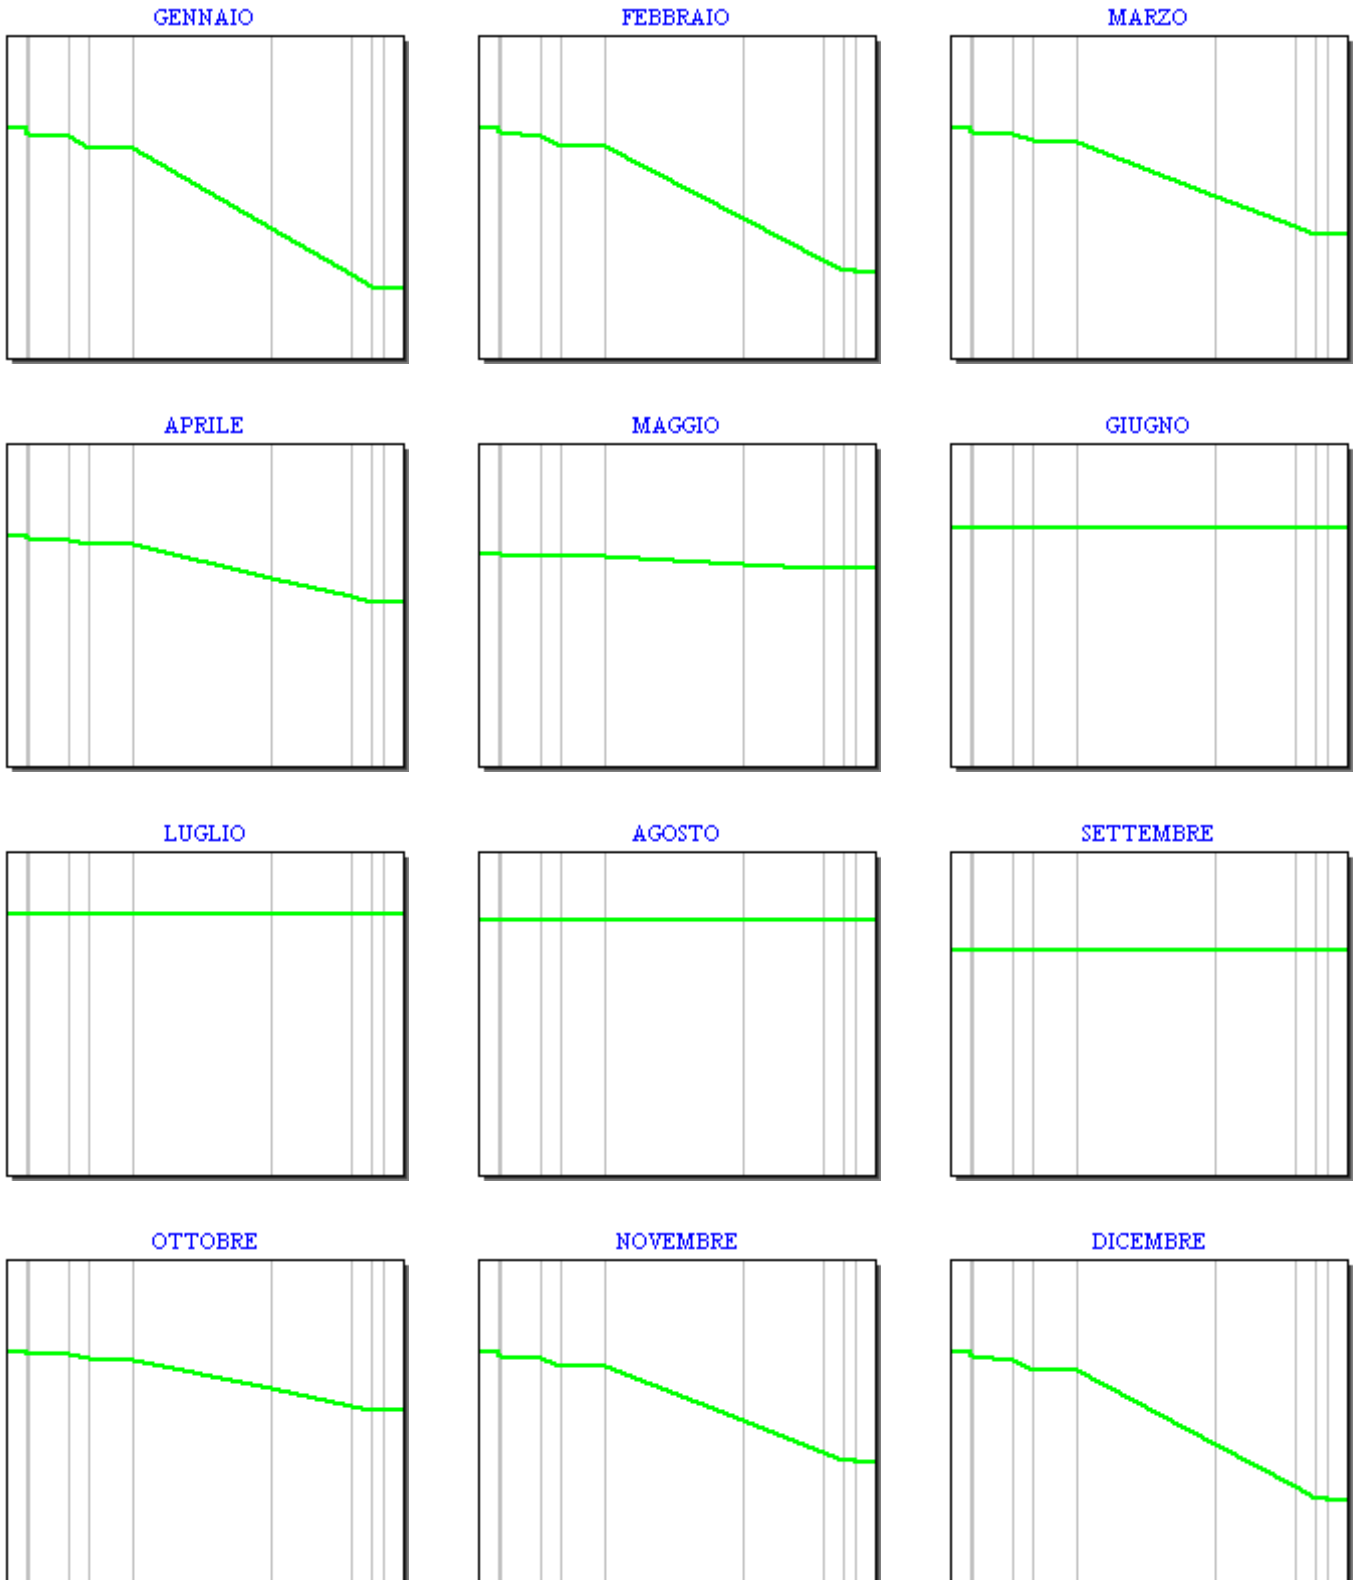 GENNAIO
FEBBRAIO
MARZO
APRILE
MAGGIO
GIUGNO
LUGLIO
AGOSTO
SETTEMBRE
OTTOBRE
NOVEMBRE
DICEMBRE